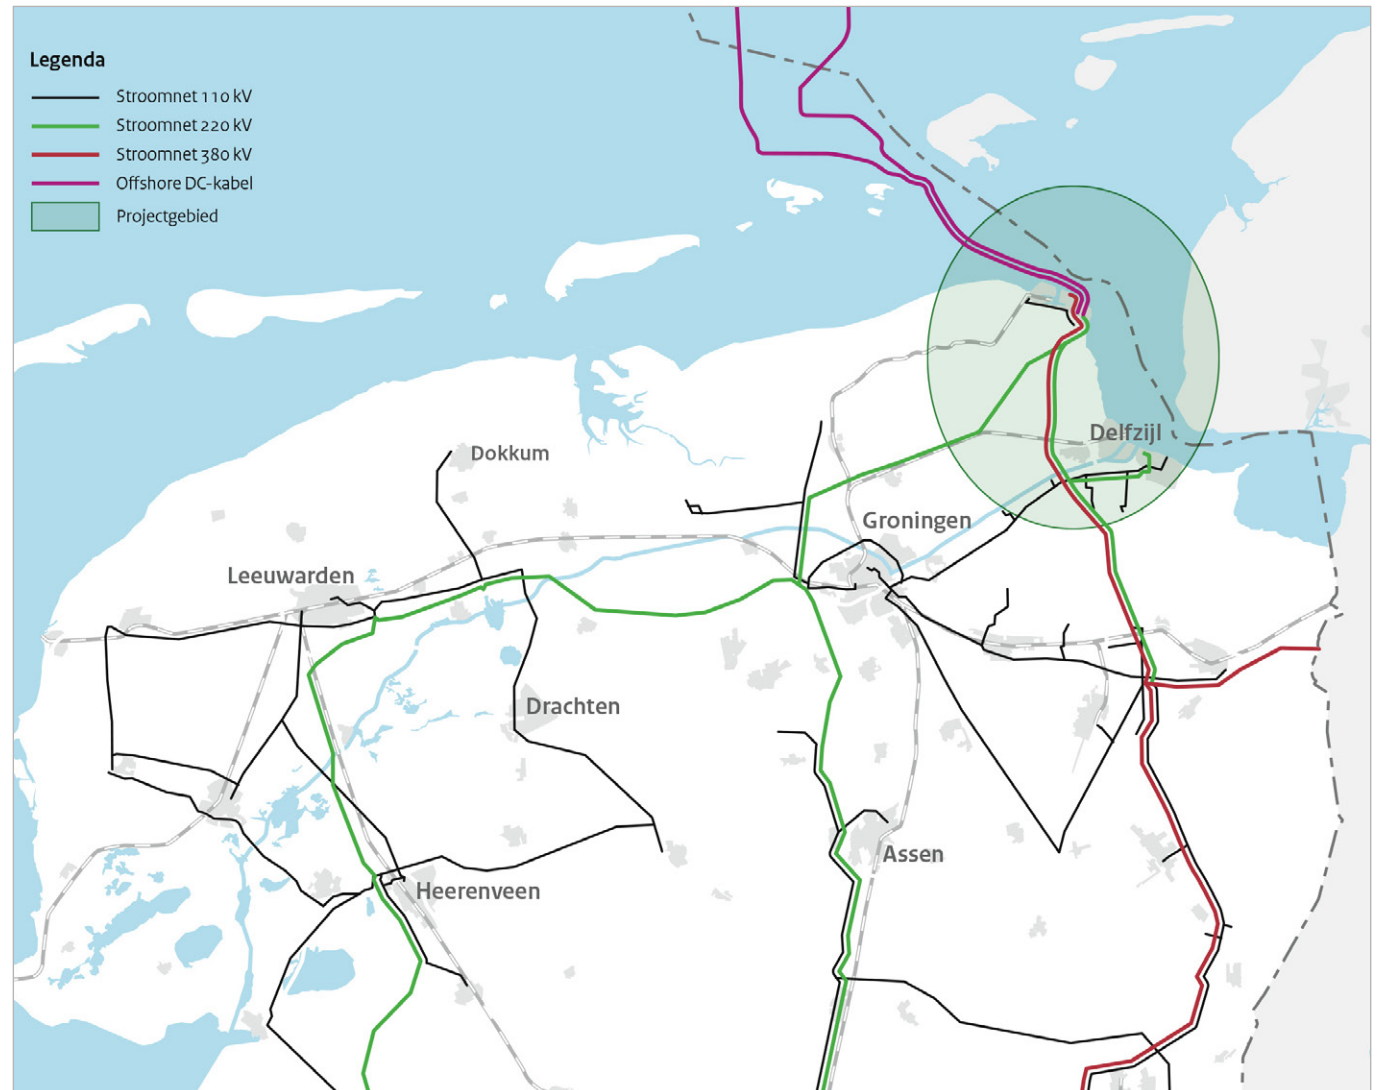 Legenda
Stroomnet 110 kV
Stroomnet 220 kV
Stroomnet 380 kV
Offshore DC-kabel
Projectgebied
Delfzijl
Dokkum
Groningen
Leeuwarden
Drachten
Assen
Heerenveen